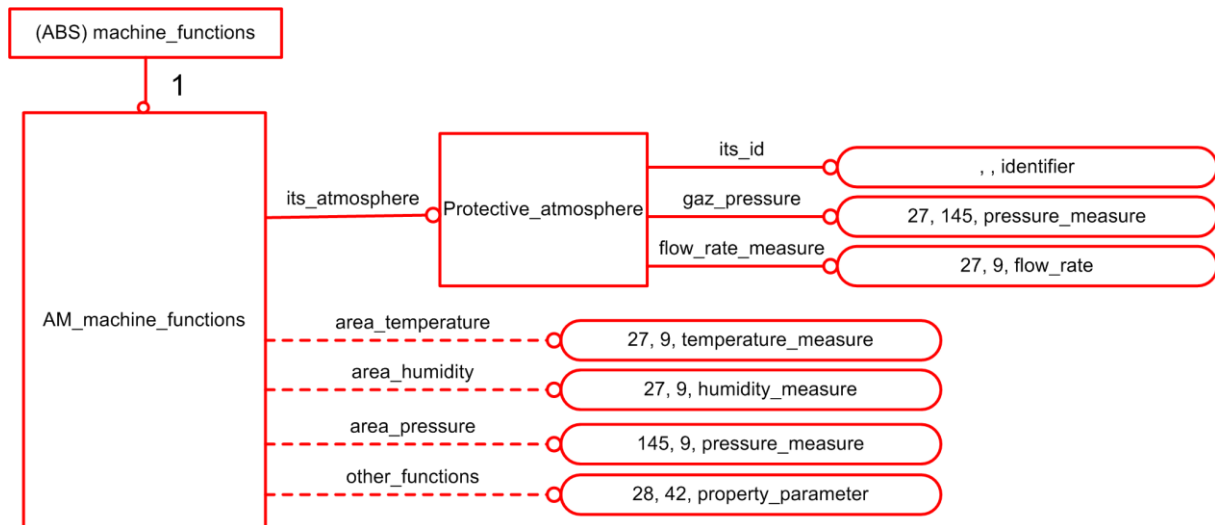 (ABS) machine_functions
1
AM_machine_functions
its_atmosphere
Protective_atmosphere
its_id
, , identifier
gaz_pressure
27, 145, pressure_measure
flow_rate_measure
27, 9, flow_rate
area_temperature
27, 9, temperature_measure
area_humidity
27, 9, humidity_measure
area_pressure
145, 9, pressure_measure
other_functions
28, 42, property_parameter